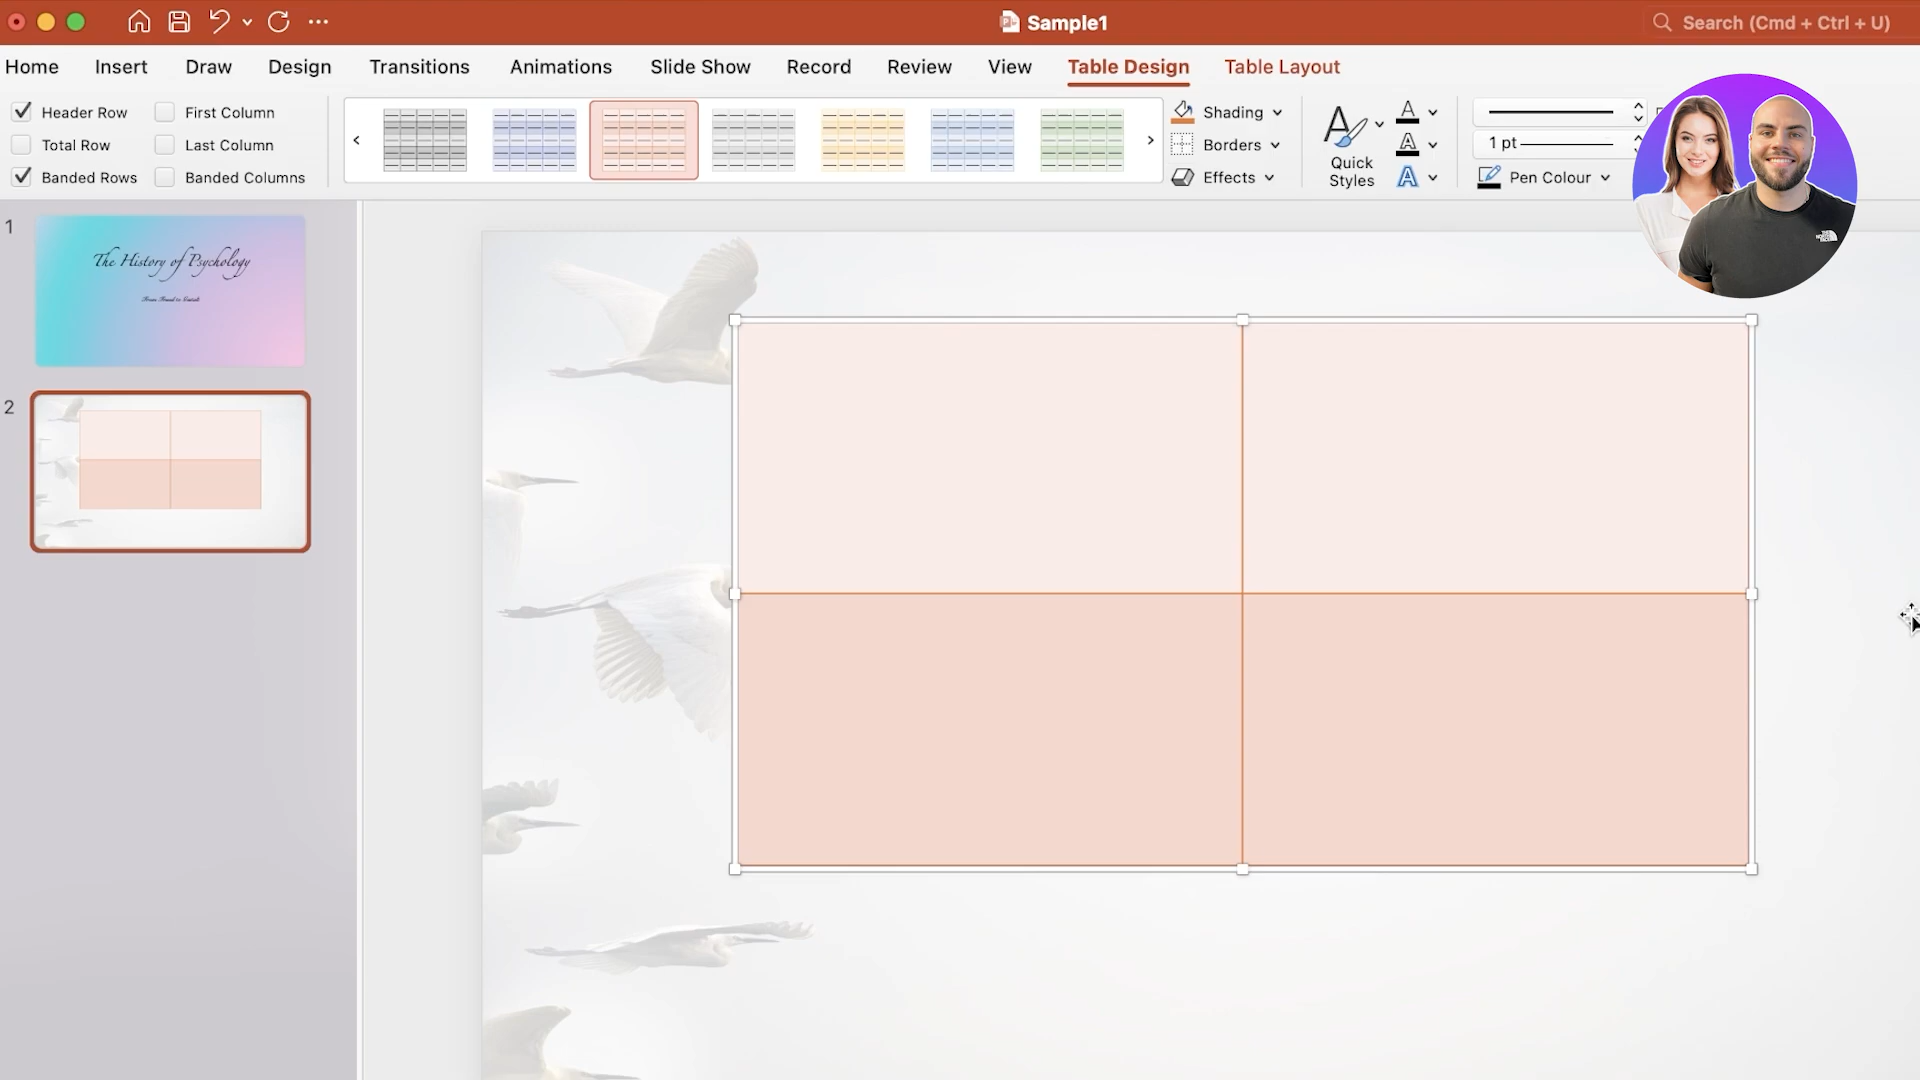 Sample1
Search (Cmd + Ctrl + U)
Home Insert Draw Design Transitions Animations Slide Show Record Review View Table Design Table Layout
Header Row First Column
Total Row Last Column
Banded Rows Banded Columns
Shading
Borders
Effects
Quick
Styles
1 pt
Pen Colour
1
The History of Psychology
2